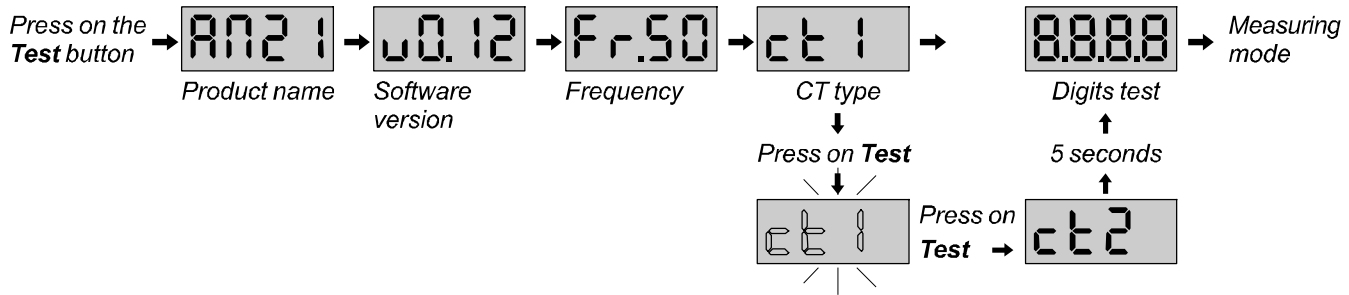 Press on the
Test button
AM21
Product name
v0.12
Software
version
Fr.50
Frequency
ct1
CT type
8.8.8.8
Digits test
Measuring
mode
Press on Test
5 seconds
ct1
Press on
Test
ct2